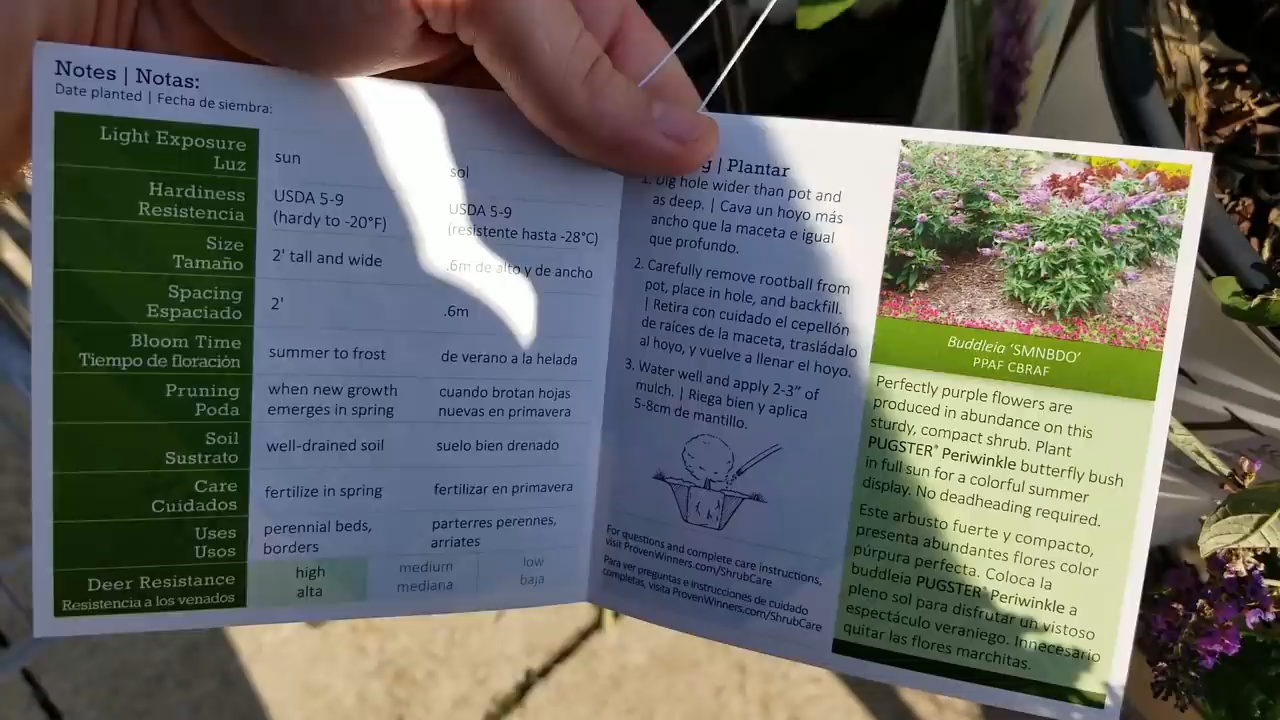 Notes | Notas:
Date planted | Fecha de siembra:
Light Exposure
Luz
sun
sol
Hardiness
Resistencia
USDA 5-9
(hardy to -20°F)
USDA 5-9
(resistente hasta -28°C)
Size
Tamaño
2' tall and wide
.6m de alto y de ancho
Spacing
Espaciado
2'
.6m
Bloom Time
Tiempo de floración
summer to frost
de verano a la helada
Pruning
Poda
when new growth
emerges in spring
cuando brotan hojas
nuevas en primavera
Soil
Sustrato
well-drained soil
suelo bien drenado
Care
Cuidados
fertilize in spring
fertilizar en primavera
Uses
Usos
perennial beds,
borders
parterres perennes,
arriates
Deer Resistance
Resistencia a los venados
high
alta
medium
mediana
low
baja
| Plantar
1. Dig hole wider than pot and
as deep. | Cava un hoyo más
ancho que la maceta e igual
que profundo.
2. Carefully remove rootball from
pot, place in hole, and backfill.
| Retira con cuidado el cepellón
de raíces de la maceta, trasládalo
al hoyo, y vuelve a llenar el hoyo.
3. Water well and apply 2-3" of
mulch. | Riega bien y aplica
5-8cm de mantillo.
For questions and complete care instructions,
visit ProvenWinners.com/ShrubCare
Para ver preguntas e instrucciones de cuidado
completas, visita ProvenWinners.com/ShrubCare
Buddleia 'SMNBDO'
PPAF CBRAF
Perfectly purple flowers are
produced in abundance on this
sturdy, compact shrub. Plant
PUGSTER® Periwinkle butterfly bush
in full sun for a colorful summer
display. No deadheading required.
Este arbusto fuerte y compacto,
presenta abundantes flores color
púrpura perfecta. Coloca la
buddleia PUGSTER® Periwinkle a
pleno sol para disfrutar un vistoso
espectáculo veraniego. Innecesario
quitar las flores marchitas.